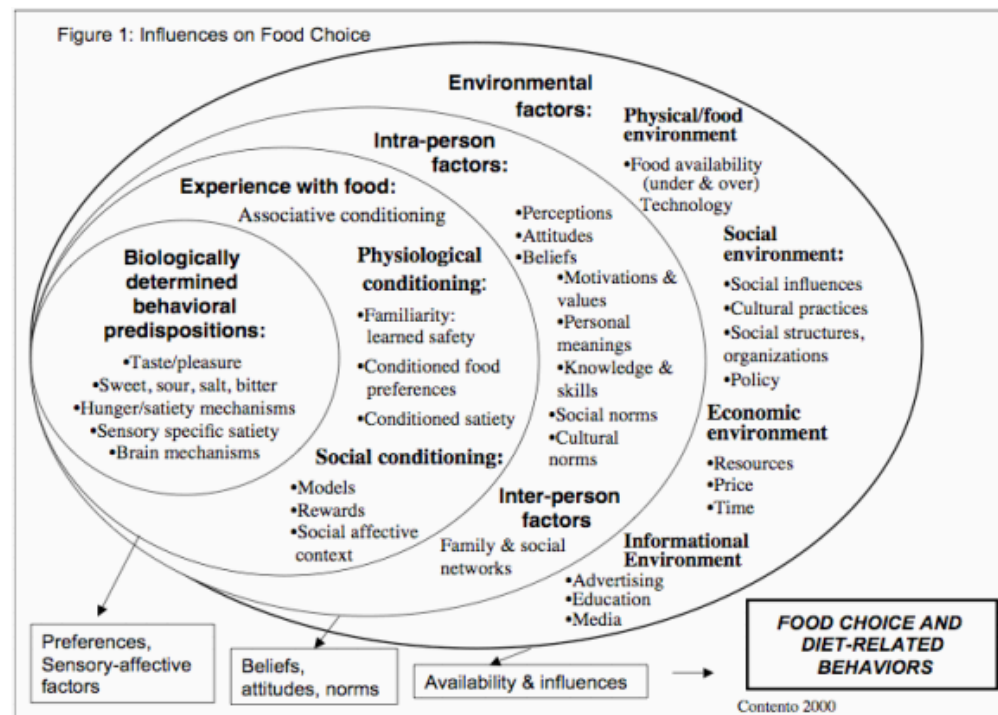 Figure 1: Influences on Food Choice
Environmental
factors:
Physical/food
environment
•Food availability
(under & over)
Technology
Social
environment:
•Social influences
•Cultural practices
•Social structures,
organizations
•Policy
Economic
environment
•Resources
•Price
•Time
Informational
Environment
•Advertising
•Education
•Media
Intra-person
factors:
•Perceptions
•Attitudes
•Beliefs
•Motivations &
values
•Personal
meanings
•Knowledge &
skills
•Social norms
•Cultural
norms
Inter-person
factors
Family & social
networks
Experience with food:
Associative conditioning
Physiological
conditioning:
•Familiarity:
learned safety
•Conditioned food
preferences
•Conditioned satiety
Social conditioning:
•Models
•Rewards
•Social affective
context
Biologically
determined
behavioral
predispositions:
•Taste/pleasure
•Sweet, sour, salt, bitter
•Hunger/satiety mechanisms
•Sensory specific satiety
•Brain mechanisms
Preferences,
Sensory-affective
factors
Beliefs,
attitudes, norms
Availability & influences
FOOD CHOICE AND
DIET-RELATED
BEHAVIORS
Contento 2000